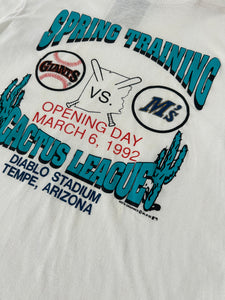 SPRING TRAINING
GIANTS
VS.
M's
OPENING DAY
MARCH 6, 1992
CACTUS LEAGUE
DIABLO STADIUM
TEMPE, ARIZONA